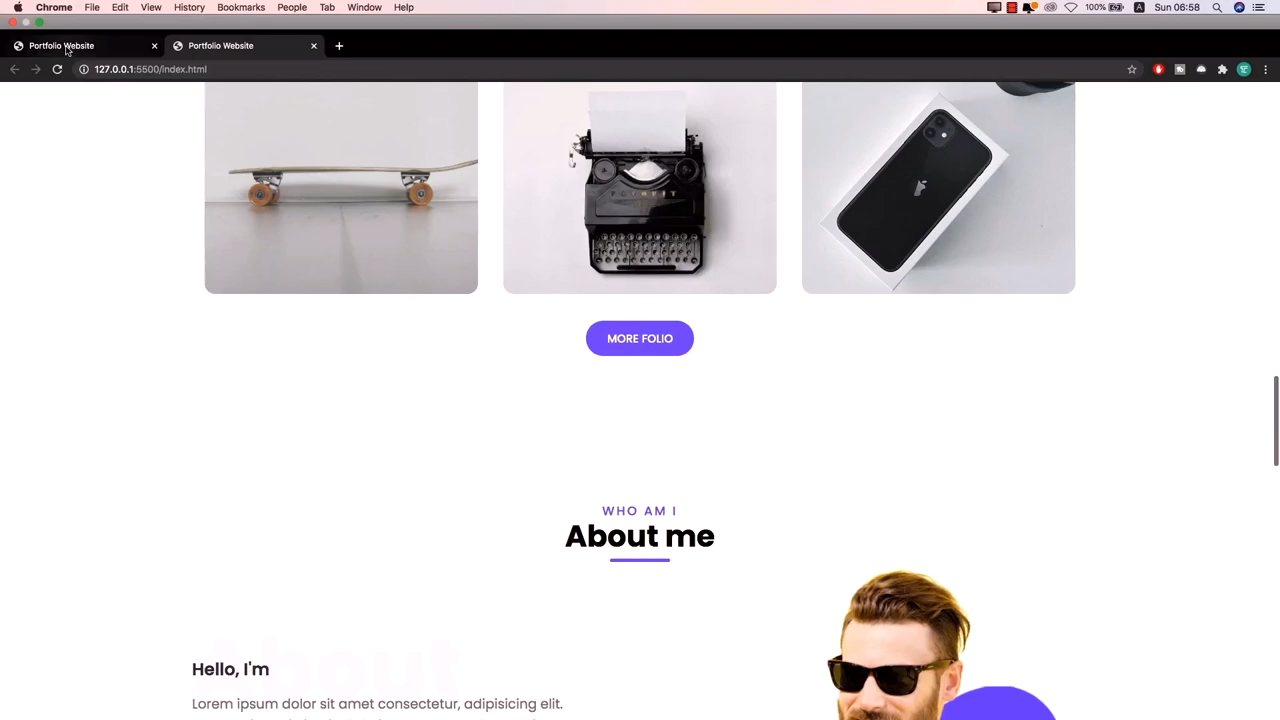 Chrome File Edit View History Bookmarks People Tab Window Help 100% A Sun 06:58
Portfolio Website Portfolio Website
127.0.0.1:5500/index.html
MORE FOLIO
WHO AM I
About me
About
Hello, I'm
Lorem ipsum dolor sit amet consectetur, adipisicing elit.